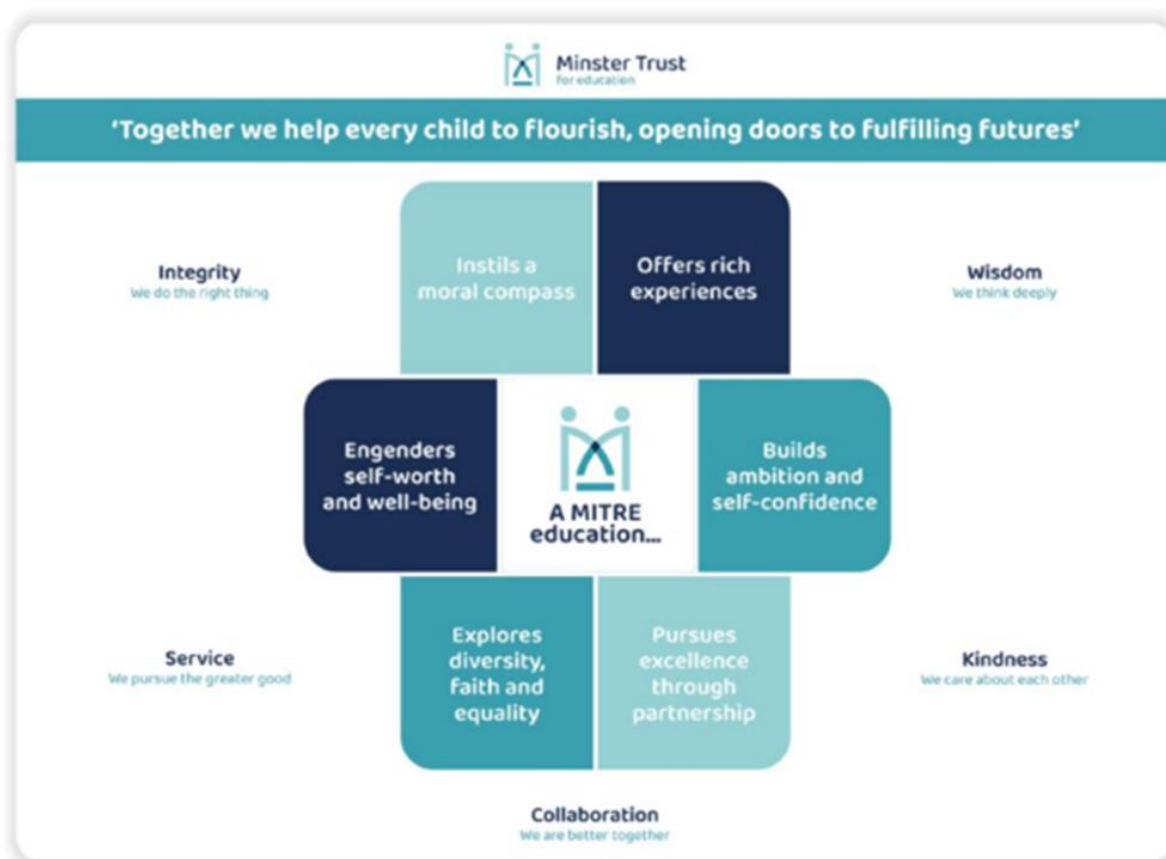 Minster Trust
for education
'Together we help every child to flourish, opening doors to fulfilling futures'
Integrity
We do the right thing
Instils a
moral compass
Offers rich
experiences
Wisdom
We think deeply
Engenders
self-worth
and well-being
A MITRE
education...
Builds
ambition and
self-confidence
Service
We pursue the greater good
Explores
diversity,
faith and
equality
Pursues
excellence
through
partnership
Kindness
We care about each other
Collaboration
We are better together